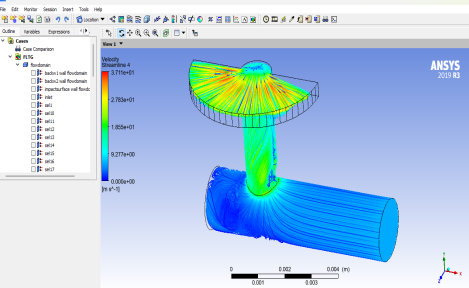 File Edit Monitor Session Insert Tools Help
Location
Outline Variables Expressions
View 1
Cases
Case Comparison
FLTG
flowdomain
backs1 wall flowdomain
backs2 wall flowdomain
impactsurface wall flowdo
inlet
sel1
sel10
sel11
sel12
sel13
sel14
sel15
sel16
sel17
Velocity
Streamline 4
3.711e+01
2.783e+01
1.855e+01
9.277e+00
0.000e+00
[m s^-1]
ANSYS
2019 R3
0 0.002 0.004 (m)
0.001 0.003
Y
X
Z